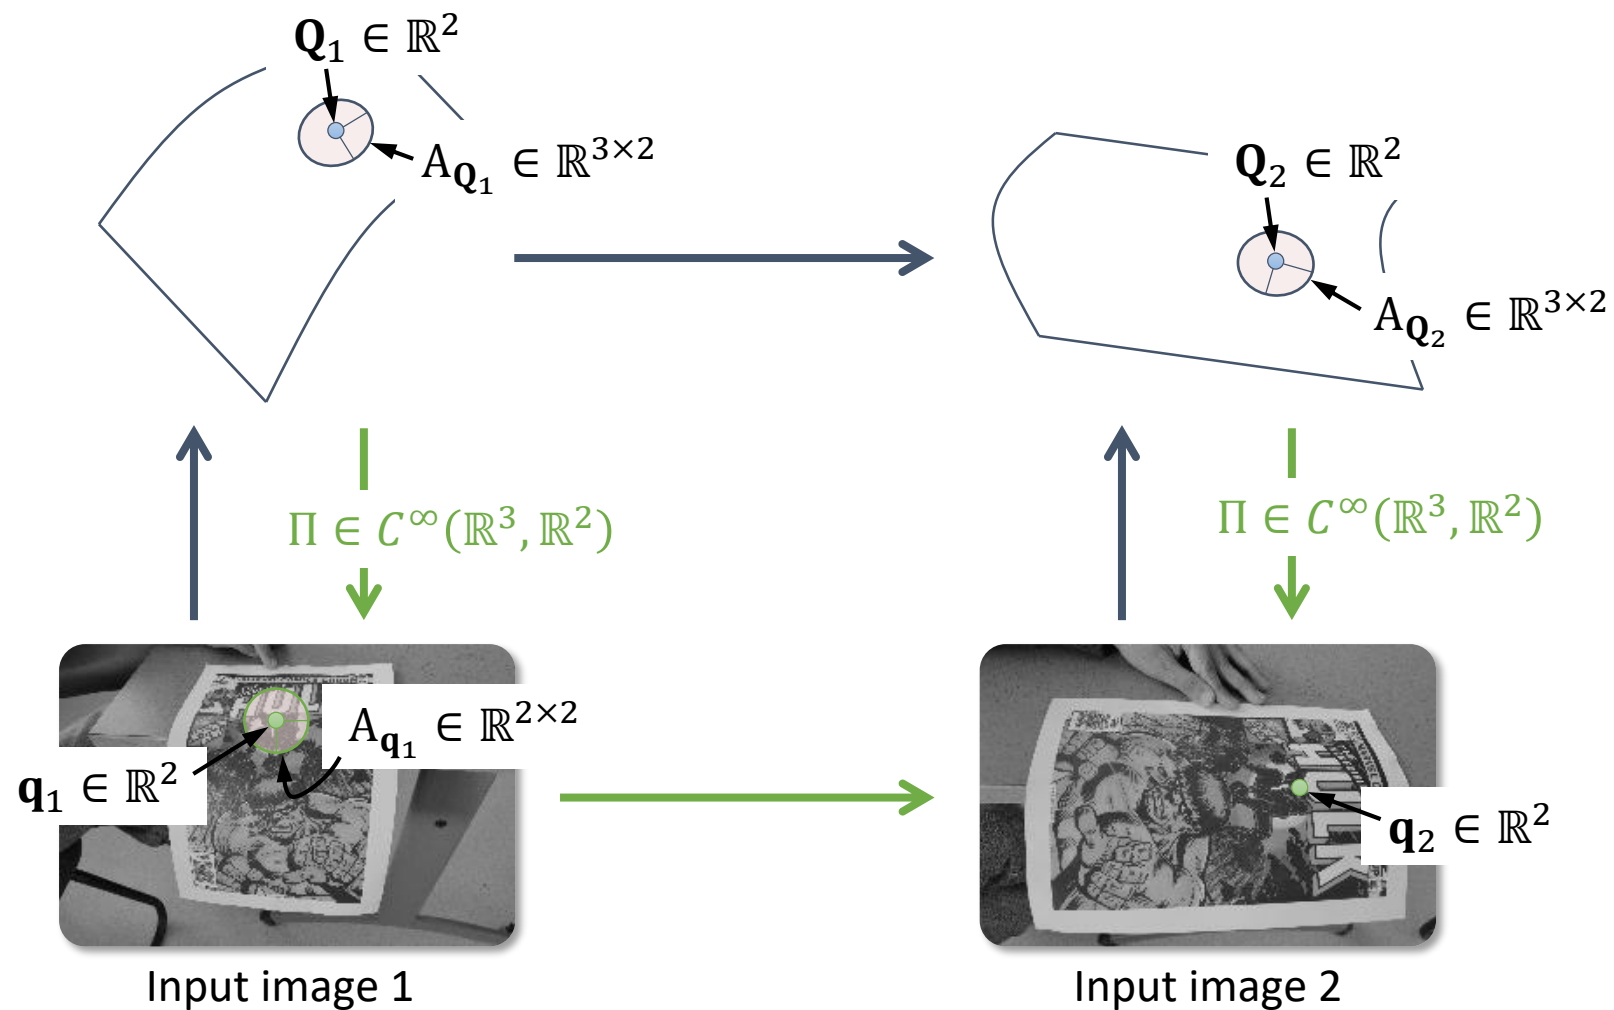 𝐐₁ ∈ ℝ²
A_𝐐₁ ∈ ℝ³ˣ²
𝐐₂ ∈ ℝ²
A_𝐐₂ ∈ ℝ³ˣ²
Π ∈ C^∞(ℝ³, ℝ²)
Π ∈ C^∞(ℝ³, ℝ²)
A_𝐪₁ ∈ ℝ²ˣ²
𝐪₁ ∈ ℝ²
HULK
𝐪₂ ∈ ℝ²
Input image 1
Input image 2